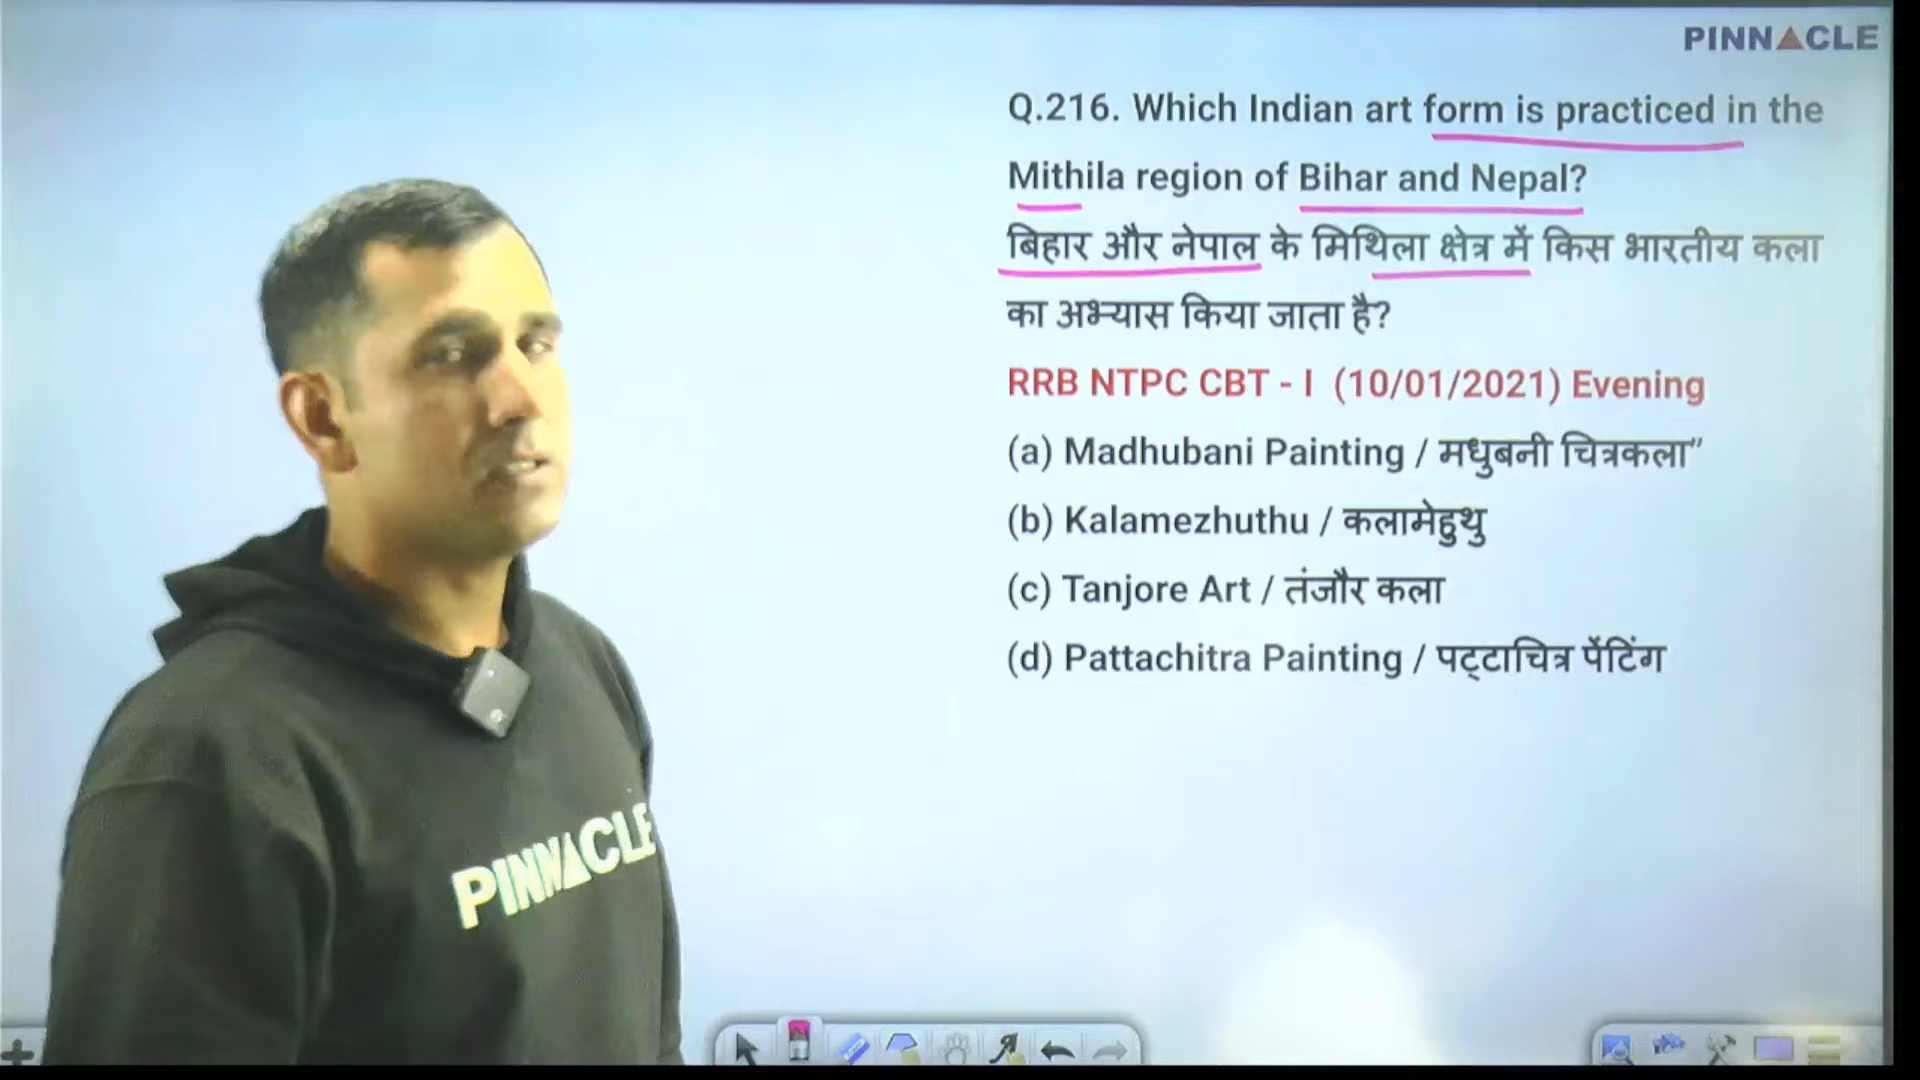 PINNACLE
Q.216. Which Indian art form is practiced in the
Mithila region of Bihar and Nepal?
बिहार और नेपाल के मिथिला क्षेत्र में किस भारतीय कला
का अभ्यास किया जाता है?
RRB NTPC CBT - I (10/01/2021) Evening
(a) Madhubani Painting / मधुबनी चित्रकला”
(b) Kalamezhuthu / कलामेहुथु
(c) Tanjore Art / तंजौर कला
(d) Pattachitra Painting / पट्टाचित्र पेंटिंग
PINNACLE